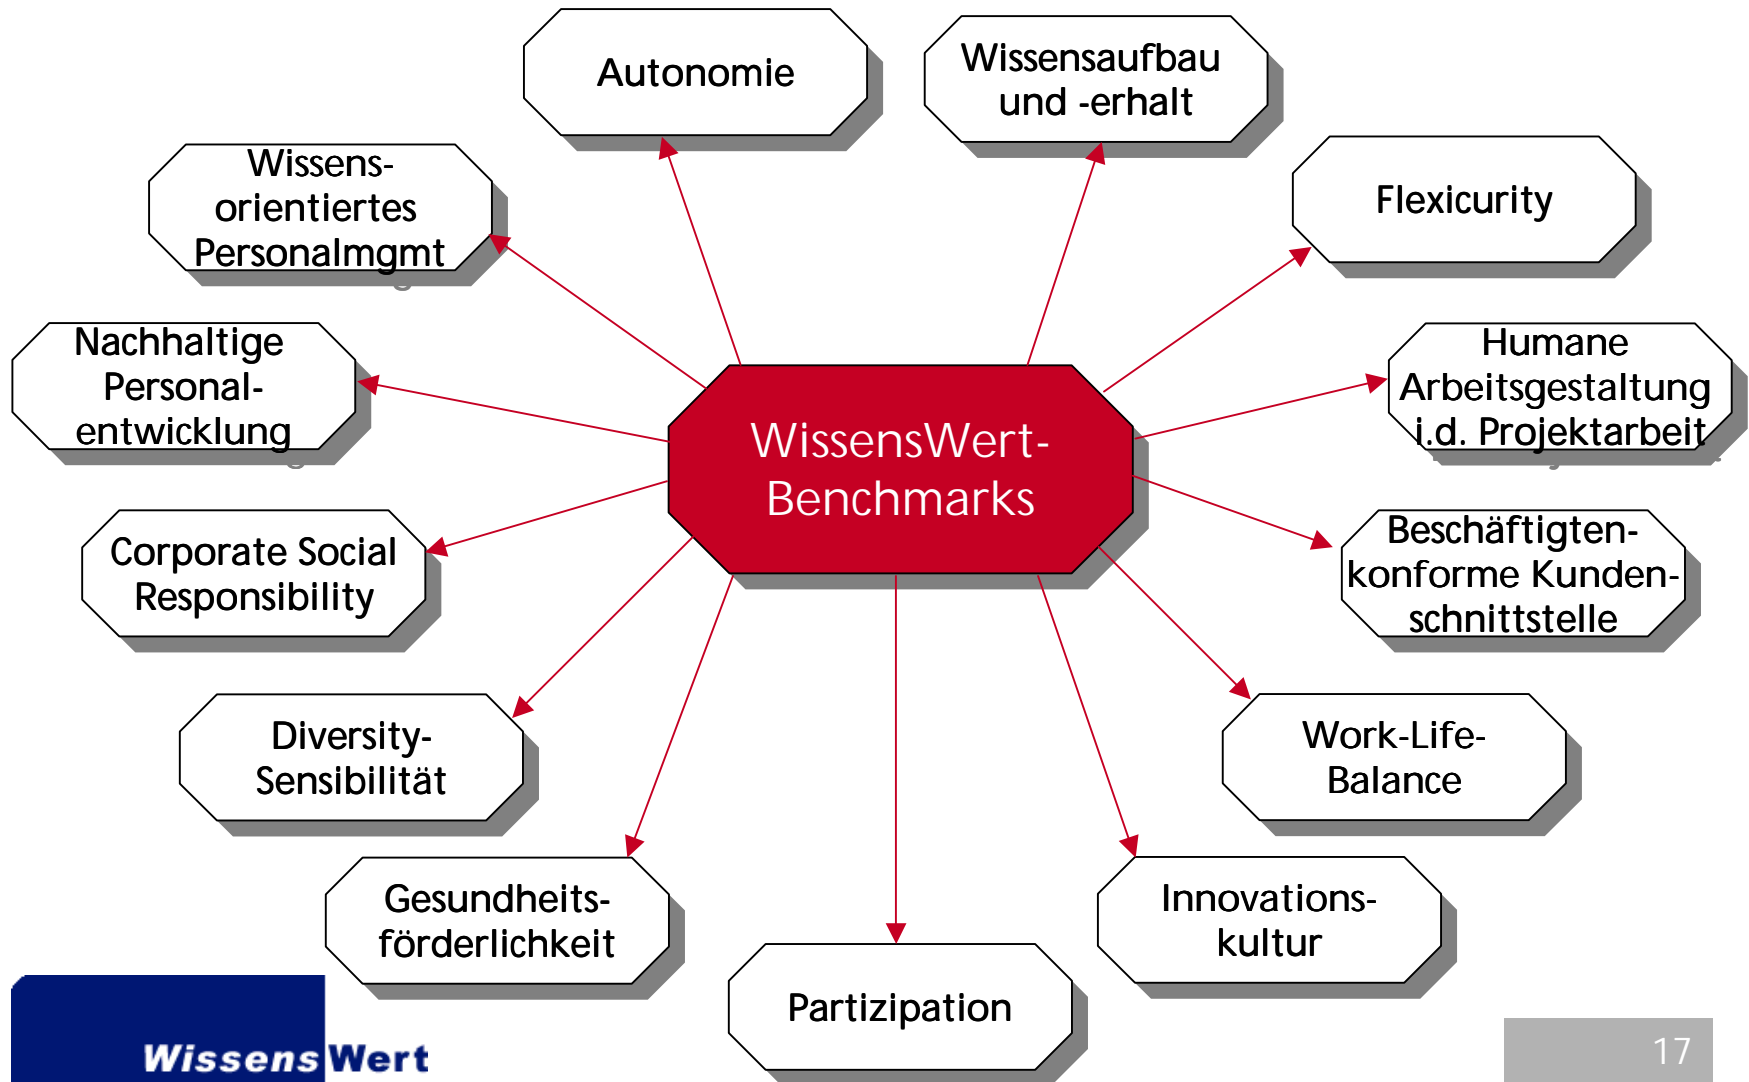 Autonomie
Wissensaufbau
und -erhalt
Wissens-
orientiertes
Personalmgmt
Flexicurity
Nachhaltige
Personal-
entwicklung
Humane
Arbeitsgestaltung
i.d. Projektarbeit
WissensWert-
Benchmarks
Corporate Social
Responsibility
Beschäftigten-
konforme Kunden-
schnittstelle
Diversity-
Sensibilität
Work-Life-
Balance
Gesundheits-
förderlichkeit
Innovations-
kultur
Partizipation
WissensWert
17